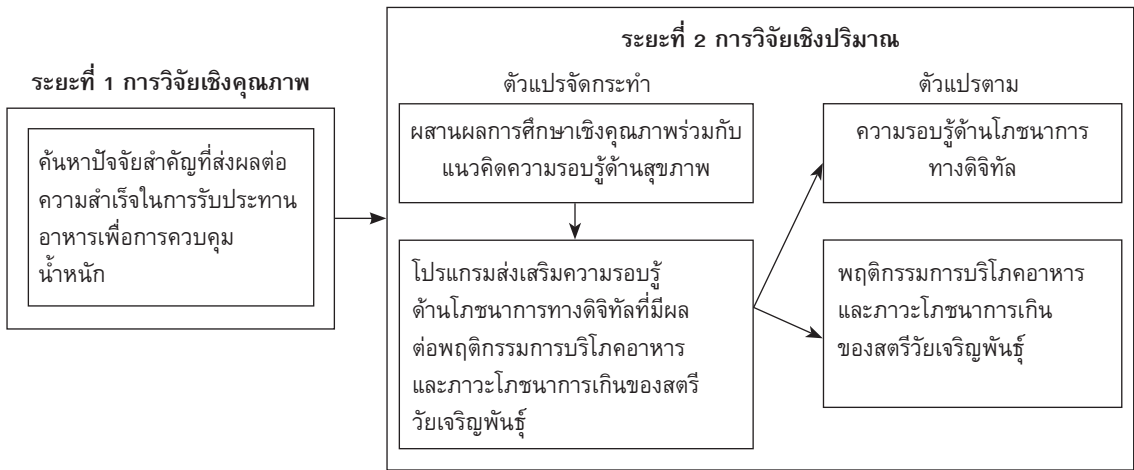 ระยะที่ 1 การวิจัยเชิงคุณภาพ
ค้นหาปัจจัยสำคัญที่ส่งผลต่อ
ความสำเร็จในการรับประทาน
อาหารเพื่อการควบคุม
น้ำหนัก
ระยะที่ 2 การวิจัยเชิงปริมาณ
ตัวแปรจัดกระทำ
ผสานผลการศึกษาเชิงคุณภาพร่วมกับ
แนวคิดความรอบรู้ด้านสุขภาพ
โปรแกรมส่งเสริมความรอบรู้
ด้านโภชนาการทางดิจิทัลที่มีผล
ต่อพฤติกรรมการบริโภคอาหาร
และภาวะโภชนาการเกินของสตรี
วัยเจริญพันธุ์
ตัวแปรตาม
ความรอบรู้ด้านโภชนาการ
ทางดิจิทัล
พฤติกรรมการบริโภคอาหาร
และภาวะโภชนาการเกิน
ของสตรีวัยเจริญพันธุ์